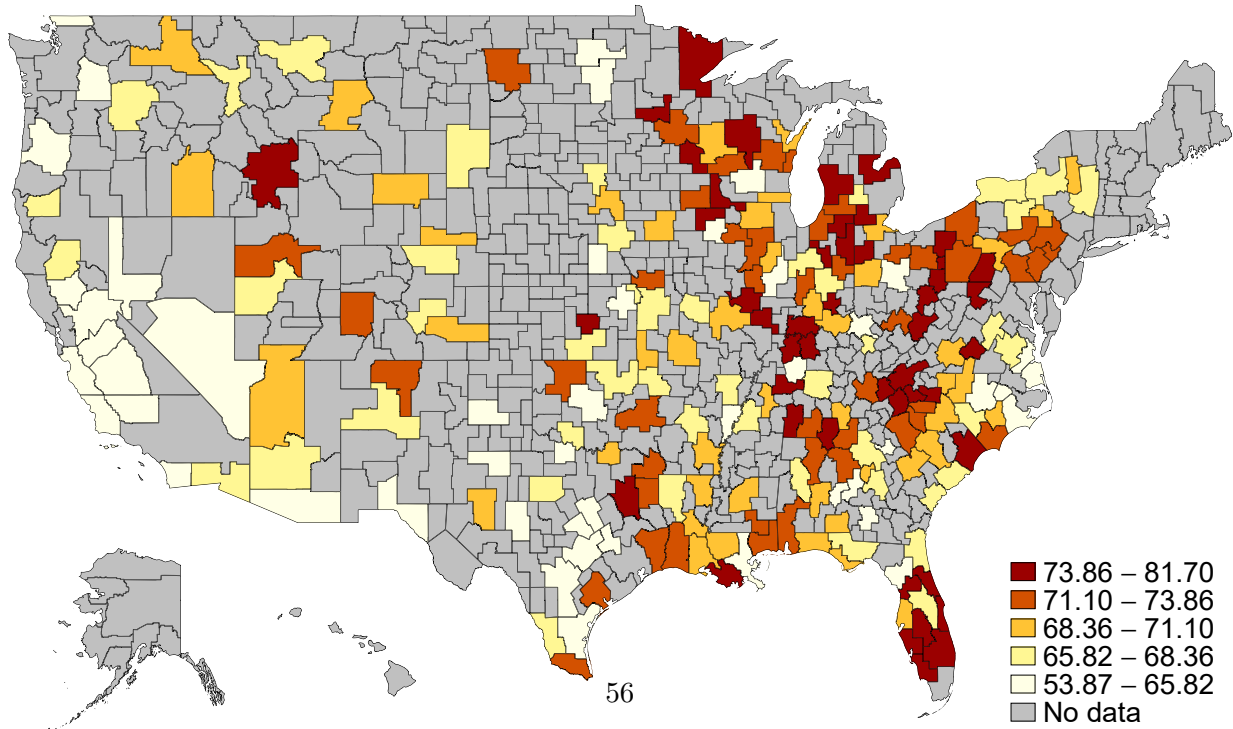 73.86 – 81.70
71.10 – 73.86
68.36 – 71.10
65.82 – 68.36
53.87 – 65.82
No data
56